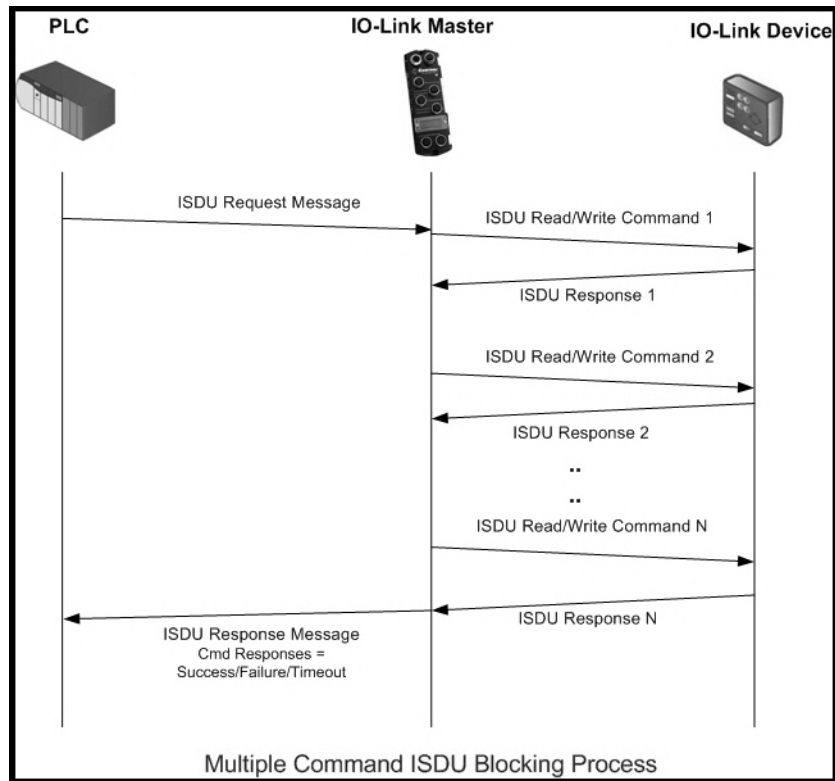 PLC
IO-Link Master
IO-Link Device
ISDU Request Message
ISDU Read/Write Command 1
ISDU Response 1
ISDU Read/Write Command 2
ISDU Response 2
..
..
ISDU Read/Write Command N
ISDU Response N
ISDU Response Message
Cmd Responses =
Success/Failure/Timeout
Multiple Command ISDU Blocking Process